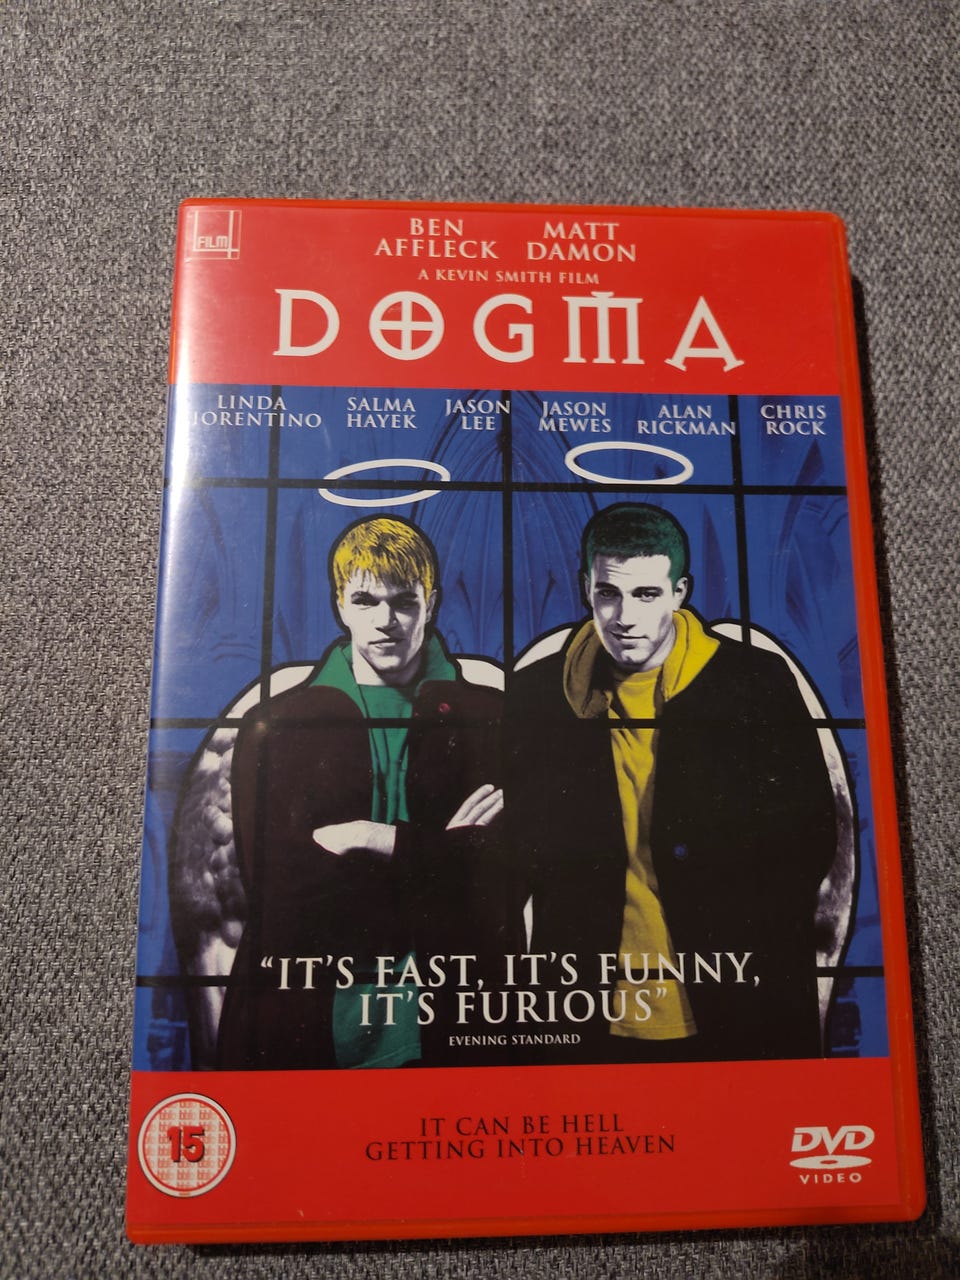 FILM
BEN AFFLECK
MATT DAMON
A KEVIN SMITH FILM
DOGMA
LINDA
IORENTINO
SALMA
HAYEK
JASON
LEE
JASON
MEWES
ALAN
RICKMAN
CHRIS
ROCK
"IT'S FAST, IT'S FUNNY,
IT'S FURIOUS"
EVENING STANDARD
IT CAN BE HELL
GETTING INTO HEAVEN
15
DVD
VIDEO